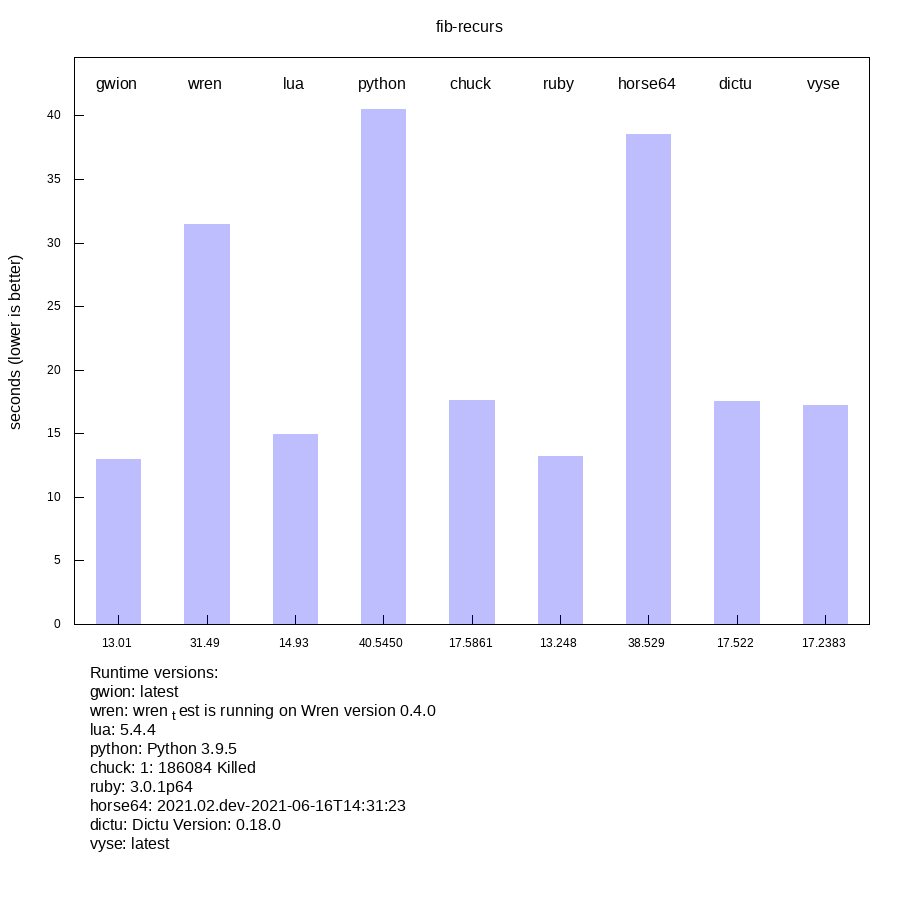 fib-recurs
gwion wren lua python chuck ruby horse64 dictu vyse
40
35
30
25
20
15
10
5
0
seconds (lower is better)
13.01 31.49 14.93 40.5450 17.5861 13.248 38.529 17.522 17.2383
Runtime versions:
gwion: latest
wren: wren t est is running on Wren version 0.4.0
lua: 5.4.4
python: Python 3.9.5
chuck: 1: 186084 Killed
ruby: 3.0.1p64
horse64: 2021.02.dev-2021-06-16T14:31:23
dictu: Dictu Version: 0.18.0
vyse: latest